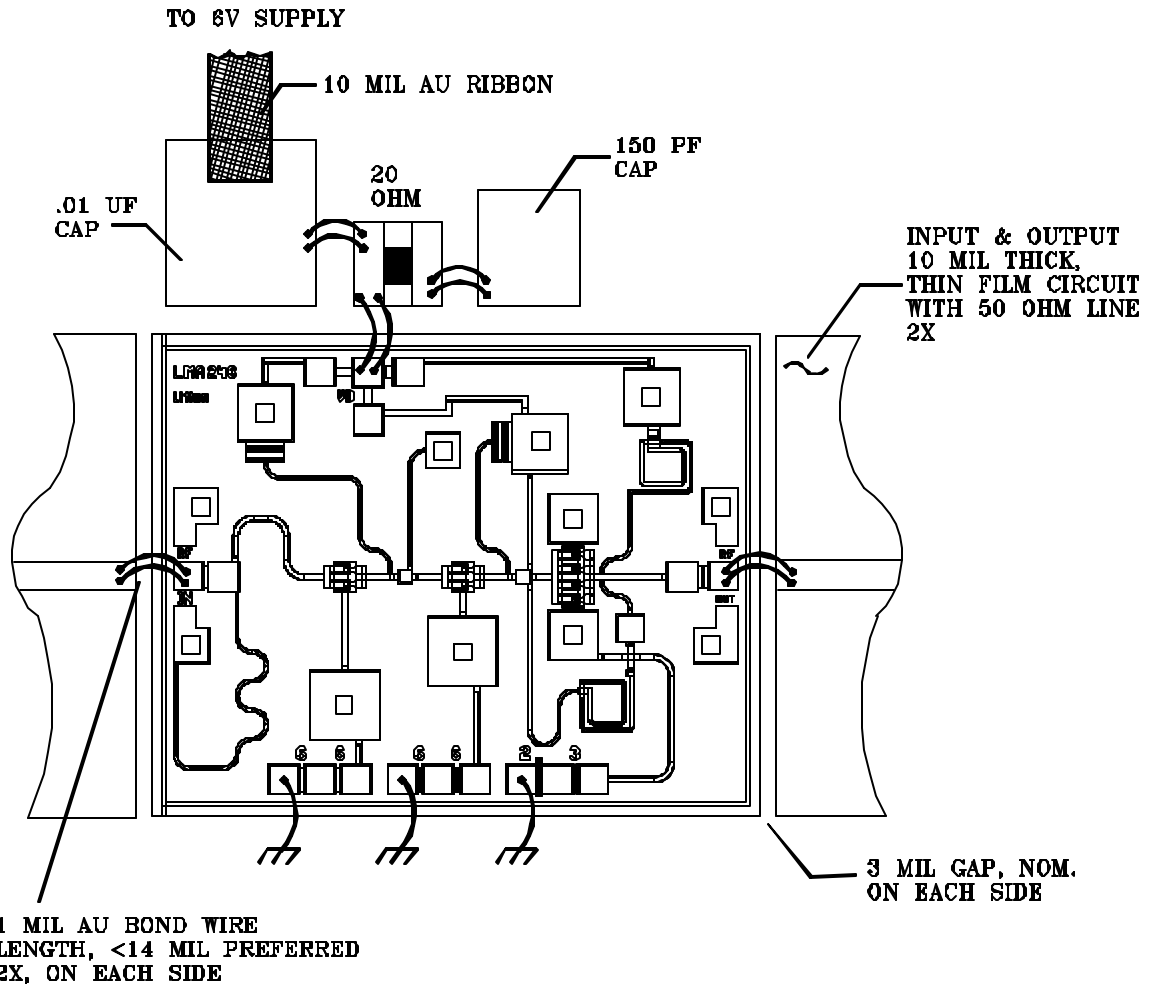 TO 6V SUPPLY
10 MIL AU RIBBON
150 PF
CAP
20
OHM
.01 UF
CAP
INPUT & OUTPUT
10 MIL THICK,
THIN FILM CIRCUIT
WITH 50 OHM LINE
2X
LMA246
VD
RF
IN
RF
OUT
5 6 5 6 2 3
3 MIL GAP, NOM.
ON EACH SIDE
1 MIL AU BOND WIRE
LENGTH, <14 MIL PREFERRED
2X, ON EACH SIDE